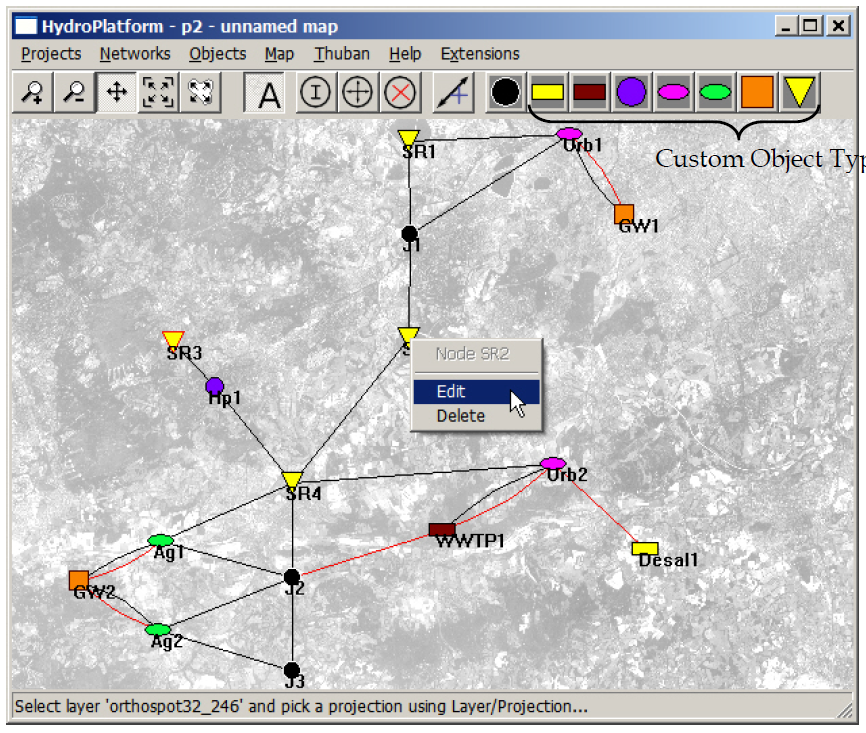 HydroPlatform - p2 - unnamed map
Projects Networks Objects Map Thuban Help Extensions
A I
Custom Object Typ
SR1
Urb1
GW1
J1
S
Node SR2
Edit
Delete
SR3
Hp1
SR4
Urb2
WWTP1
Desal1
Ag1
J2
GW2
Ag2
J3
Select layer 'orthospot32_246' and pick a projection using Layer/Projection...